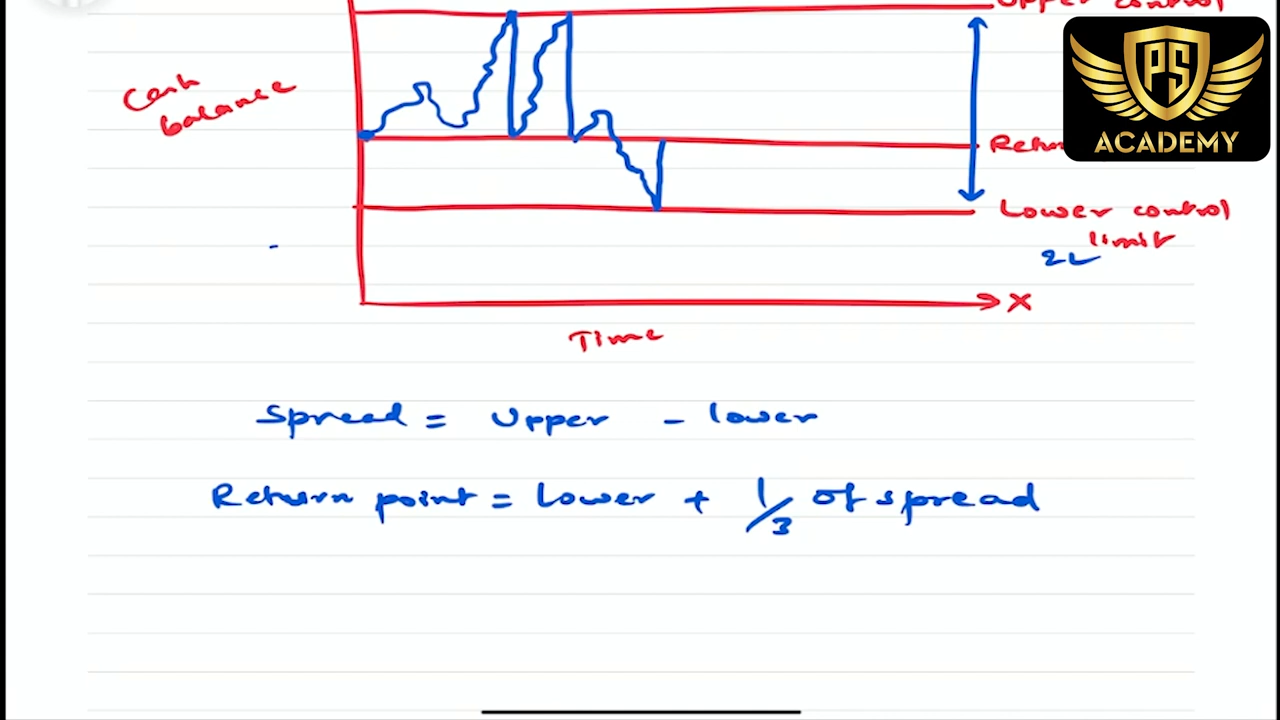 Upper control
PS
ACADEMY
Cash
balance
Lower control
limit
2L
X
Time
Spread = Upper - lower
Return point = Lower + 1/3 of spread